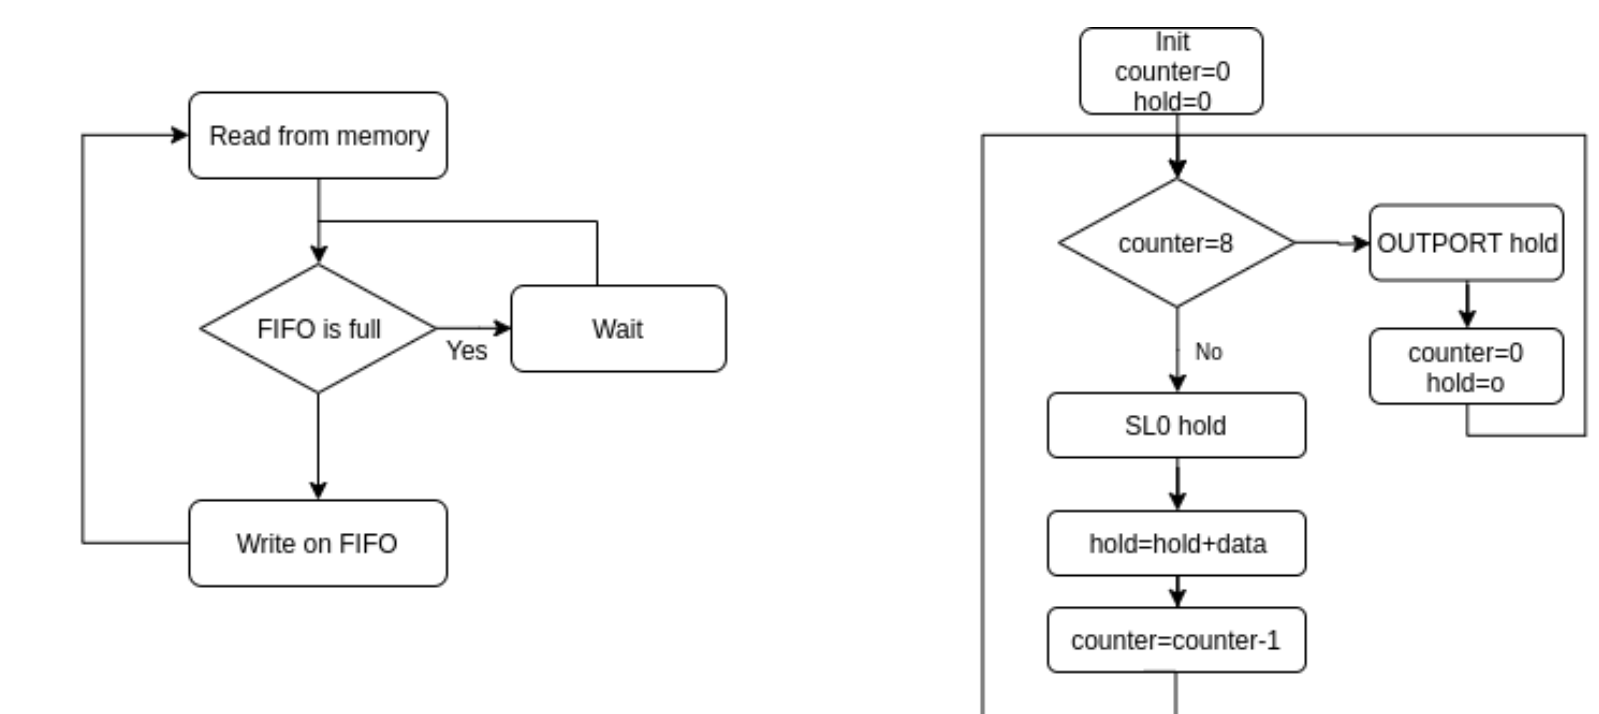 Read from memory
FIFO is full
Yes
Wait
Write on FIFO
Init
counter=0
hold=0
counter=8
OUTPORT hold
counter=0
hold=o
No
SL0 hold
hold=hold+data
counter=counter-1